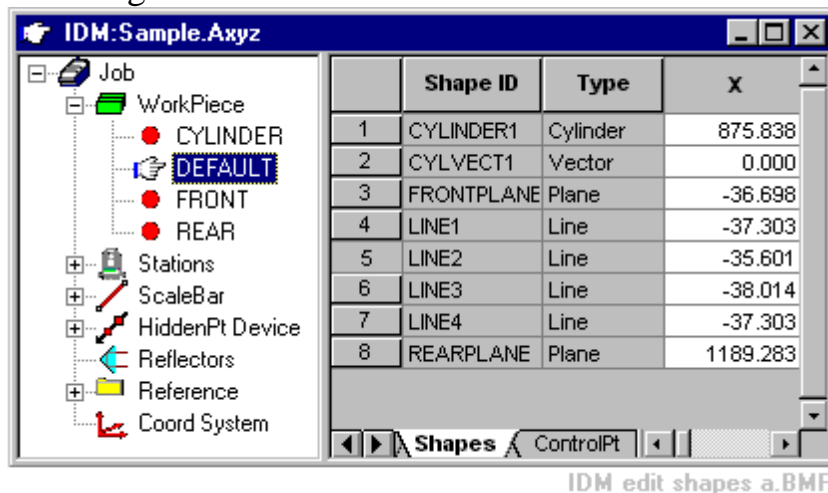 IDM:Sample.Axyz
Job
WorkPiece
CYLINDER
DEFAULT
FRONT
REAR
Stations
ScaleBar
HiddenPt Device
Reflectors
Reference
Coord System
Shape ID Type X
1 CYLINDER1 Cylinder 875.838
2 CYLVECT1 Vector 0.000
3 FRONTPLANE Plane -36.698
4 LINE1 Line -37.303
5 LINE2 Line -35.601
6 LINE3 Line -38.014
7 LINE4 Line -37.303
8 REARPLANE Plane 1189.283
Shapes ControlPt
IDM edit shapes a.BMP